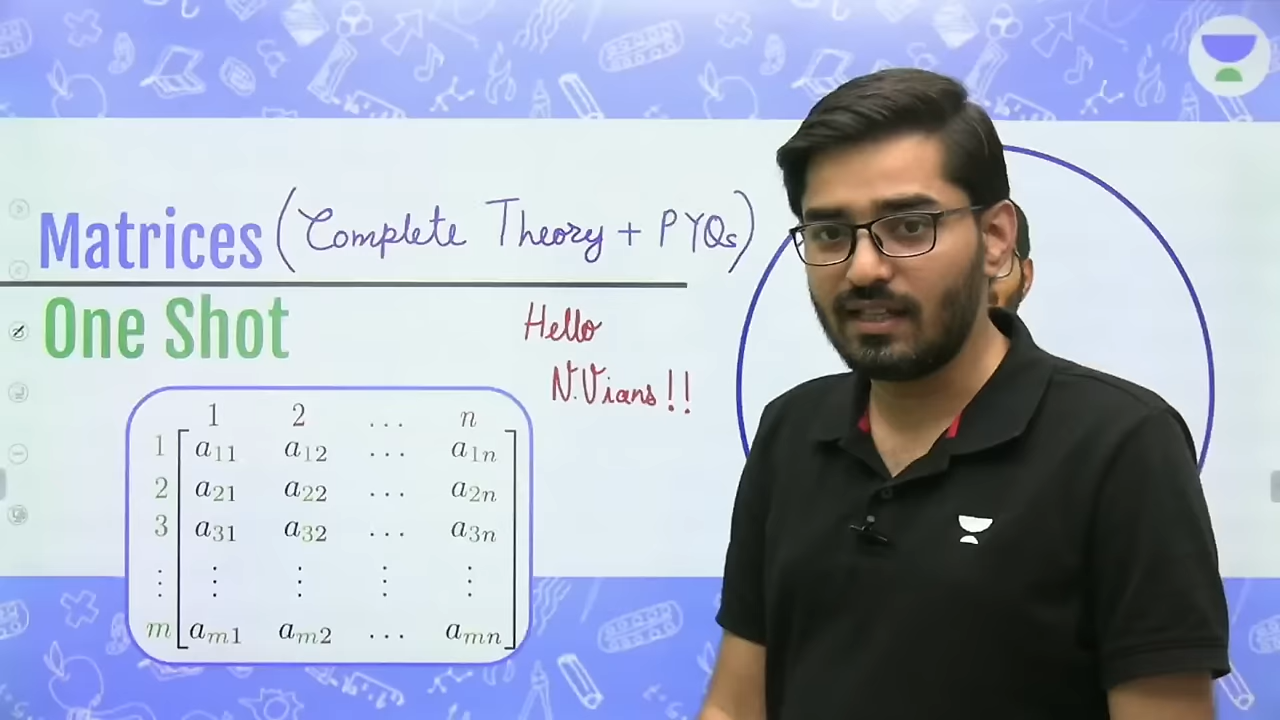 Matrices (Complete Theory + PYQs)
One Shot
Hello
N.Vians!!
1 2 ... n
1 a11 a12 ... a1n
2 a21 a22 ... a2n
3 a31 a32 ... a3n
⋮ ⋮ ⋮ ⋮ ⋮
m am1 am2 ... amn